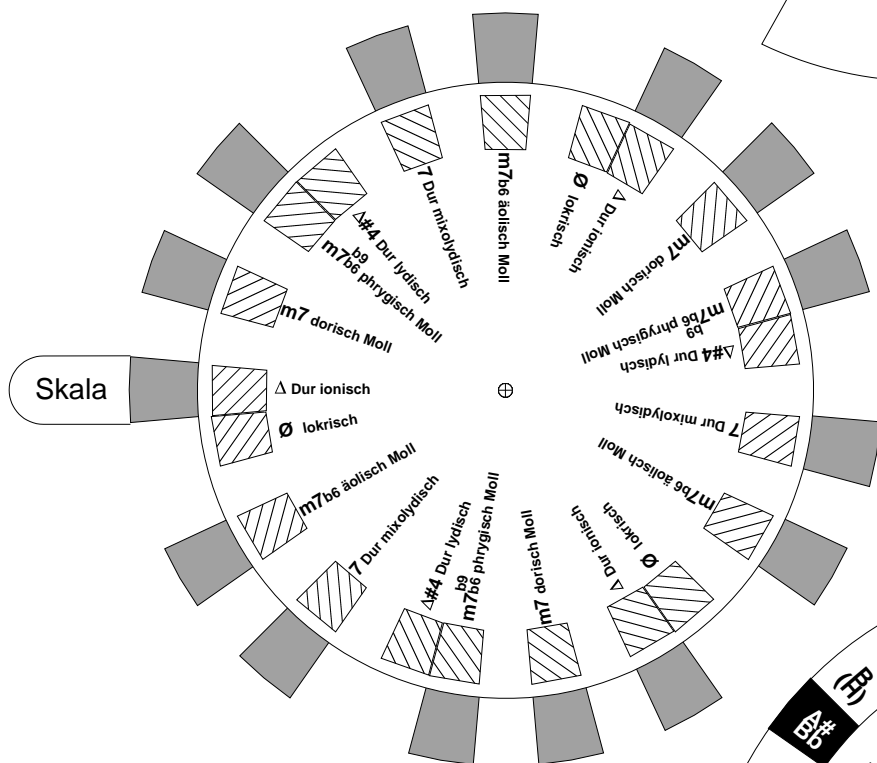 Skala
Δ Dur ionisch
m7 dorisch Moll
b9
m7b6 phrygisch Moll
Δ#4 Dur lydisch
7 Dur mixolydisch
m7b6 äolisch Moll
Ø lokrisch
Δ Dur ionisch
m7 dorisch Moll
m7b6 phrygisch Moll
b9
Δ#4 Dur lydisch
7 Dur mixolydisch
m7b6 äolisch Moll
Ø lokrisch
Δ Dur ionisch
m7 dorisch Moll
b9
m7b6 phrygisch Moll
Δ#4 Dur lydisch
7 Dur mixolydisch
m7b6 äolisch Moll
Ø lokrisch
B
(H)
A#
Bb